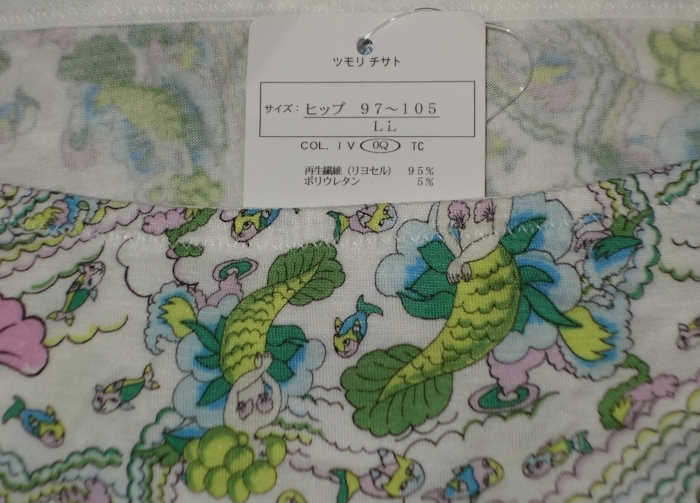 ツモリ チサト
サイズ: ヒップ 97～105
LL
COL. IV 0Q TC
再生繊維 (リヨセル) 95%
ポリウレタン 5%